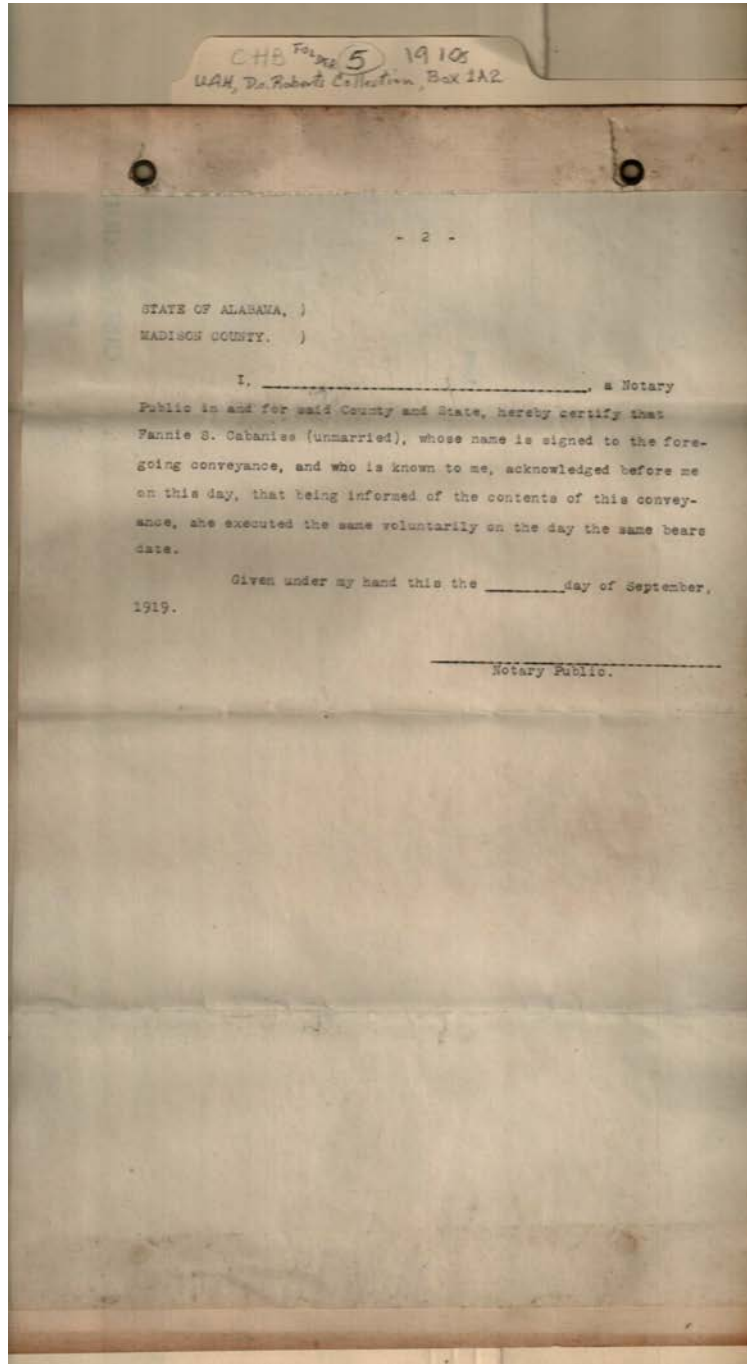 CHB Folder 5 1910s
UAH, D.o. Roberts Collection, Box 1A2
- 2 -
STATE OF ALABAMA, )
MADISON COUNTY. )
I, ____________________, a Notary
Public in and for said County and State, hereby certify that
Fannie S. Cabaniss (unmarried), whose name is signed to the fore-
going conveyance, and who is known to me, acknowledged before me
on this day, that being informed of the contents of this convey-
ance, she executed the same voluntarily on the day the same bears
date.
Given under my hand this the ________day of September,
1919.
____________________
Notary Public.